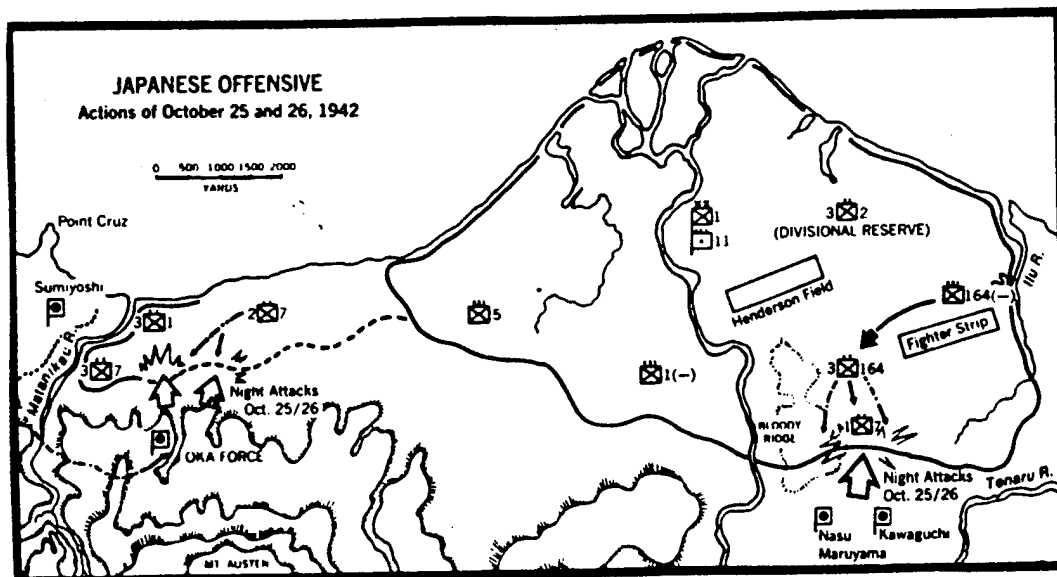 JAPANESE OFFENSIVE
Actions of October 25 and 26, 1942
0 500 1000 1500 2000
YARDS
Point Cruz
Sumiyoshi
Matanikau R.
3 1
2 7
3 7
Night Attacks
Oct. 25/26
OKA FORCE
MT AUSTEN
5
1(-)
1
11
3 2
(DIVISIONAL RESERVE)
Henderson Field
Ilu R.
164(-)
Fighter Strip
3 164
BLOODY
RIDGE
1 7
Night Attacks
Oct. 25/26
Tenaru R.
Nasu
Maruyama
Kawaguchi